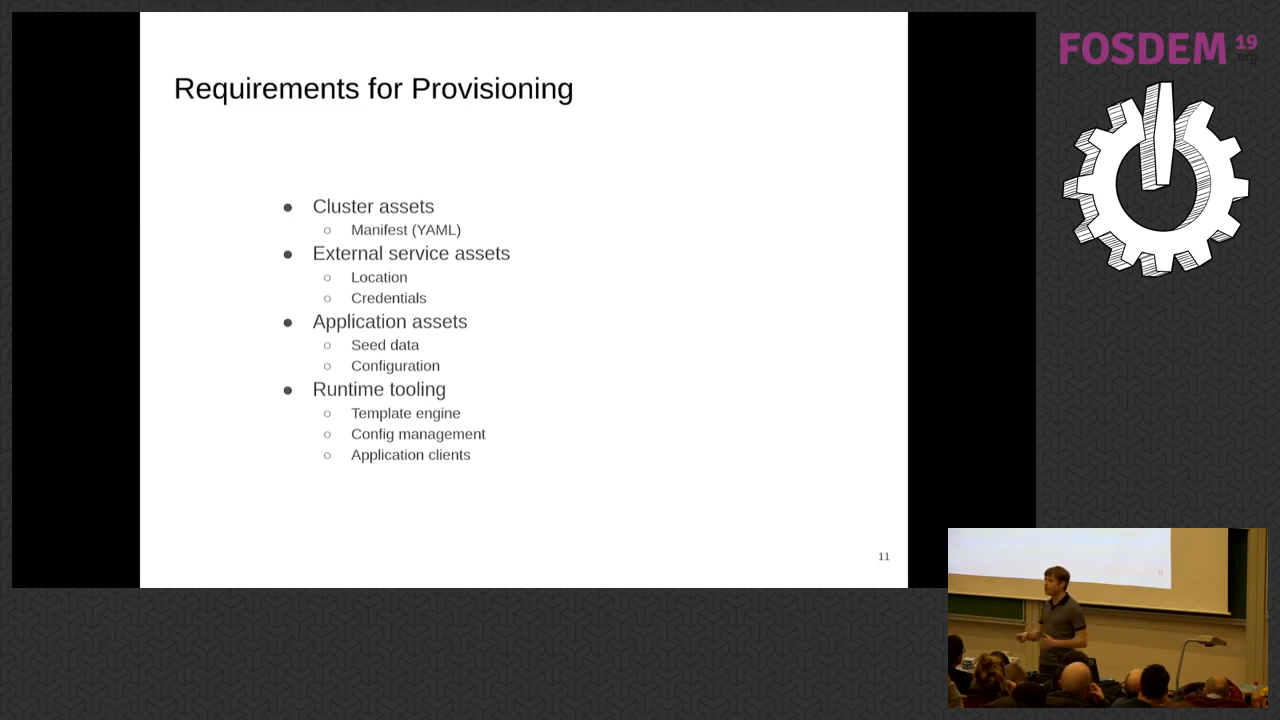 Requirements for Provisioning
● Cluster assets
○ Manifest (YAML)
● External service assets
○ Location
○ Credentials
● Application assets
○ Seed data
○ Configuration
● Runtime tooling
○ Template engine
○ Config management
○ Application clients
11
FOSDEM 19
.org